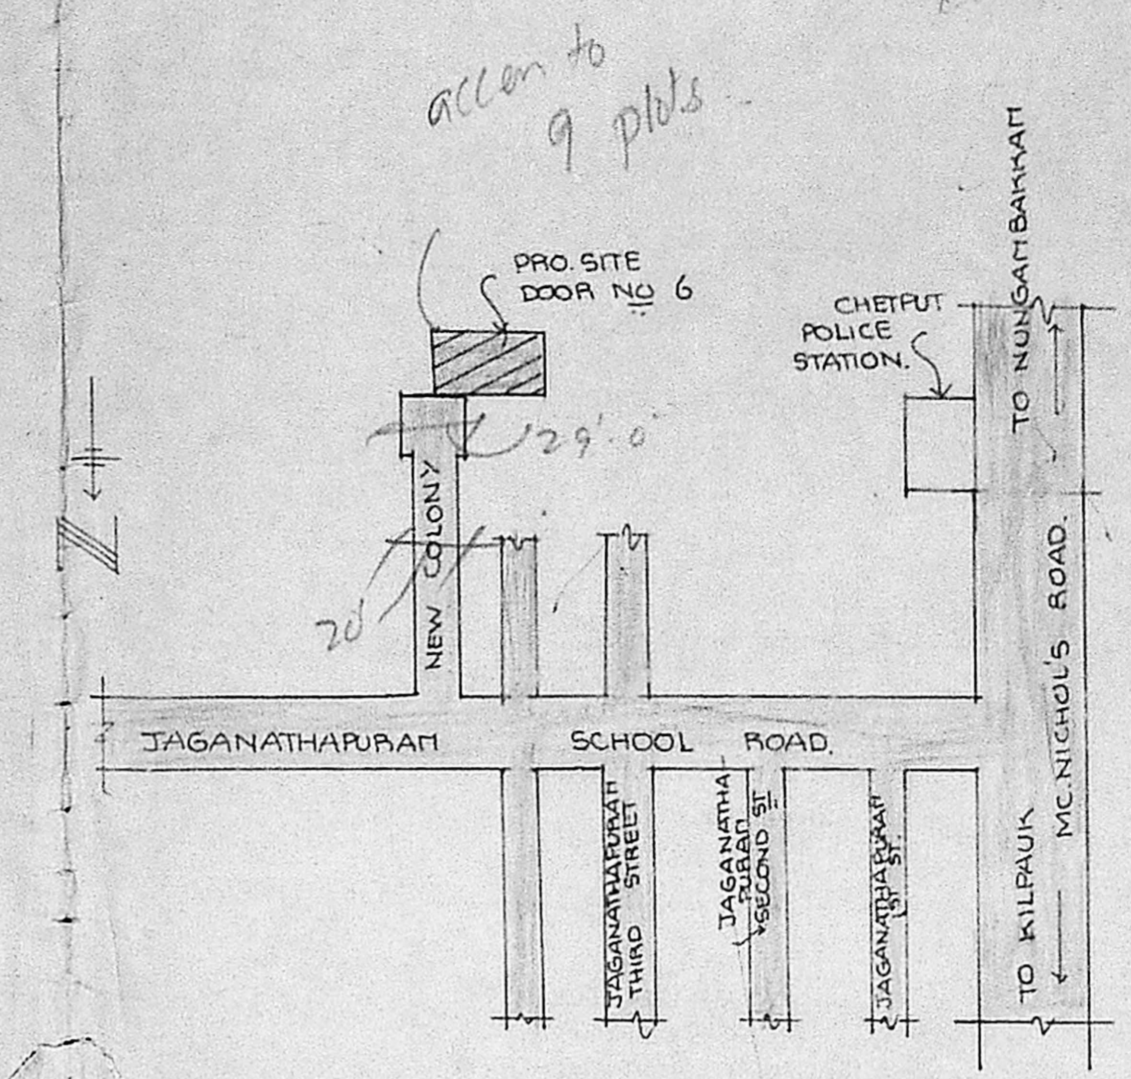 accen to
9 plots
PRO. SITE
DOOR NO 6
CHETPUT
POLICE
STATION.
TO NUNGAMBAKKAM
29'-0"
NEW COLONY
20'
MC.NICHOL'S ROAD.
JAGANATHAPURAM SCHOOL ROAD.
JAGANATHAPURAM
THIRD STREET
JAGANATHA-
PURAM
SECOND ST
JAGANATHAPURAM
IST ST.
TO KILPAUK